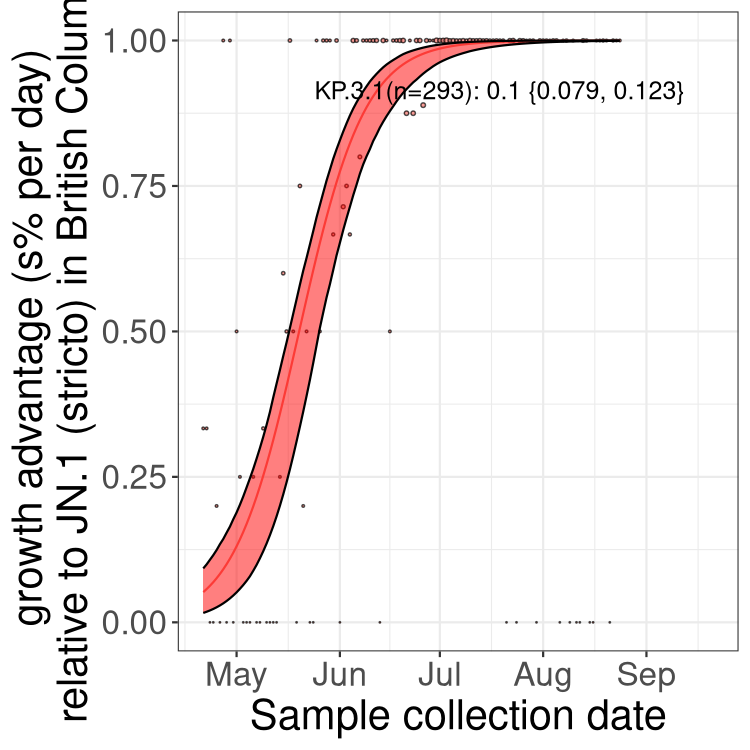 growth advantage (s% per day)
relative to JN.1 (stricto) in British Colum
1.00
0.75
0.50
0.25
0.00
KP.3.1(n=293): 0.1 {0.079, 0.123}
May Jun Jul Aug Sep
Sample collection date